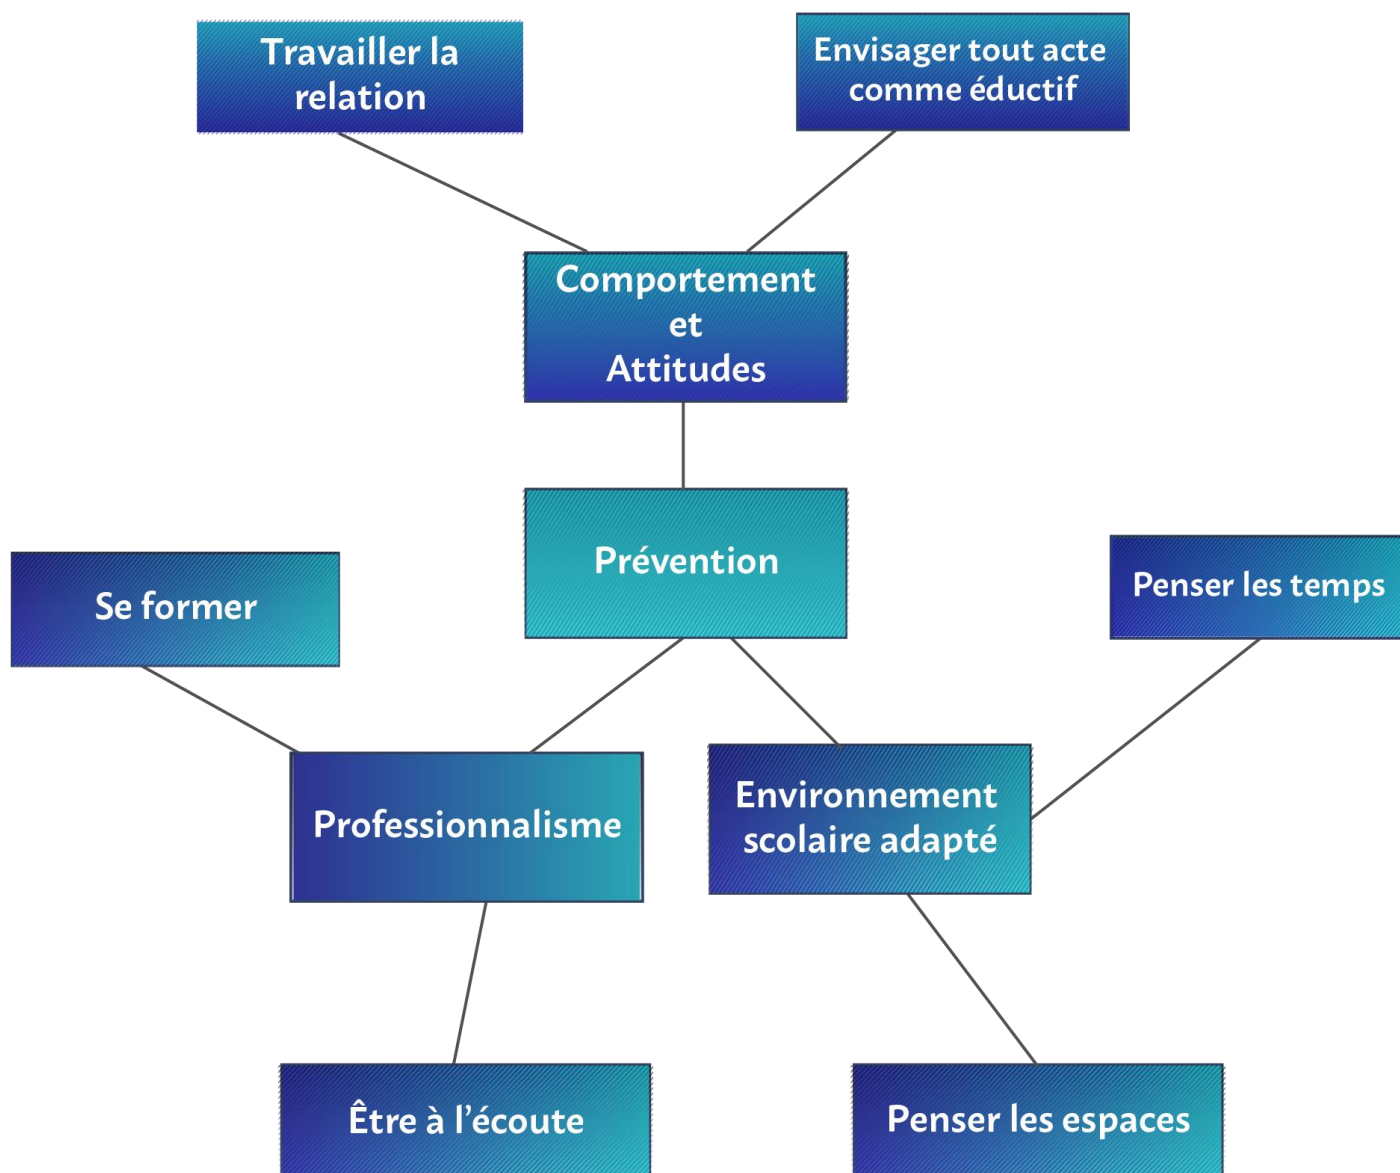 Travailler la
relation
Envisager tout acte
comme éductif
Comportement
et
Attitudes
Prévention
Se former
Penser les temps
Professionnalisme
Environnement
scolaire adapté
Être à l’écoute
Penser les espaces